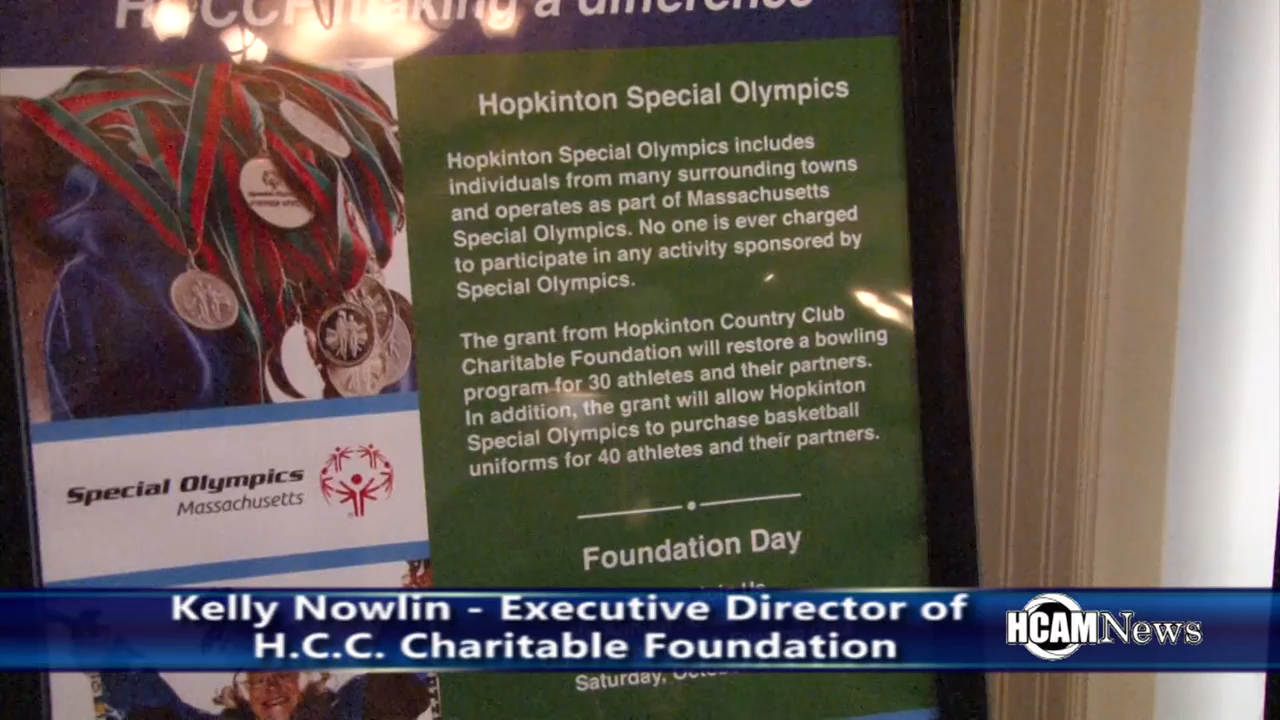 making a difference
Hopkinton Special Olympics
Hopkinton Special Olympics includes
individuals from many surrounding towns
and operates as part of Massachusetts
Special Olympics. No one is ever charged
to participate in any activity sponsored by
Special Olympics.
The grant from Hopkinton Country Club
Charitable Foundation will restore a bowling
program for 30 athletes and their partners.
In addition, the grant will allow Hopkinton
Special Olympics to purchase basketball
uniforms for 40 athletes and their partners.
Special Olympics
Massachusetts
Foundation Day
Kelly Nowlin - Executive Director of
H.C.C. Charitable Foundation
HCAMNews
Saturday,